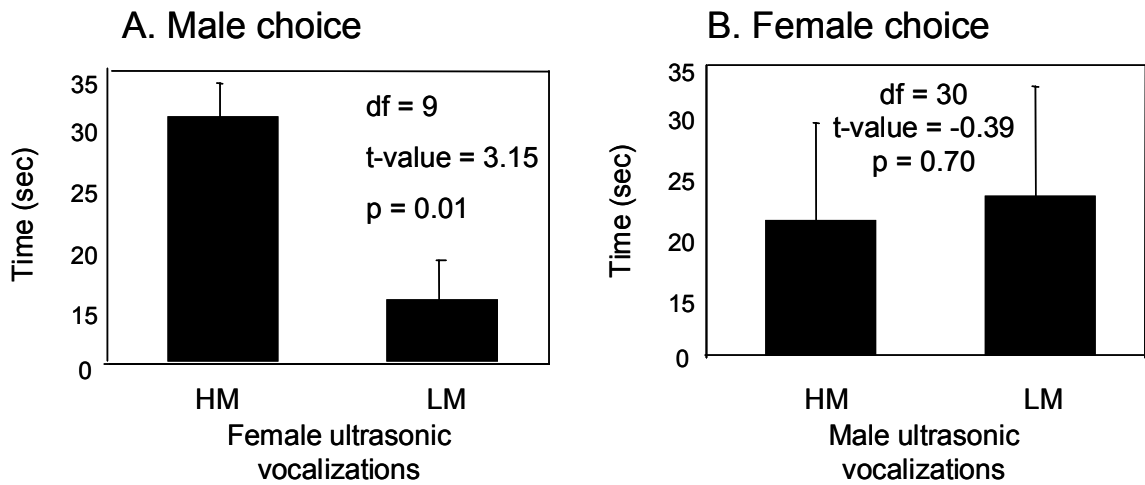 A. Male choice
35
30
25
20
15
0
Time (sec)
df = 9
t-value = 3.15
p = 0.01
HM
LM
Female ultrasonic
vocalizations
B. Female choice
35
30
25
20
15
0
Time (sec)
df = 30
t-value = -0.39
p = 0.70
HM
LM
Male ultrasonic
vocalizations